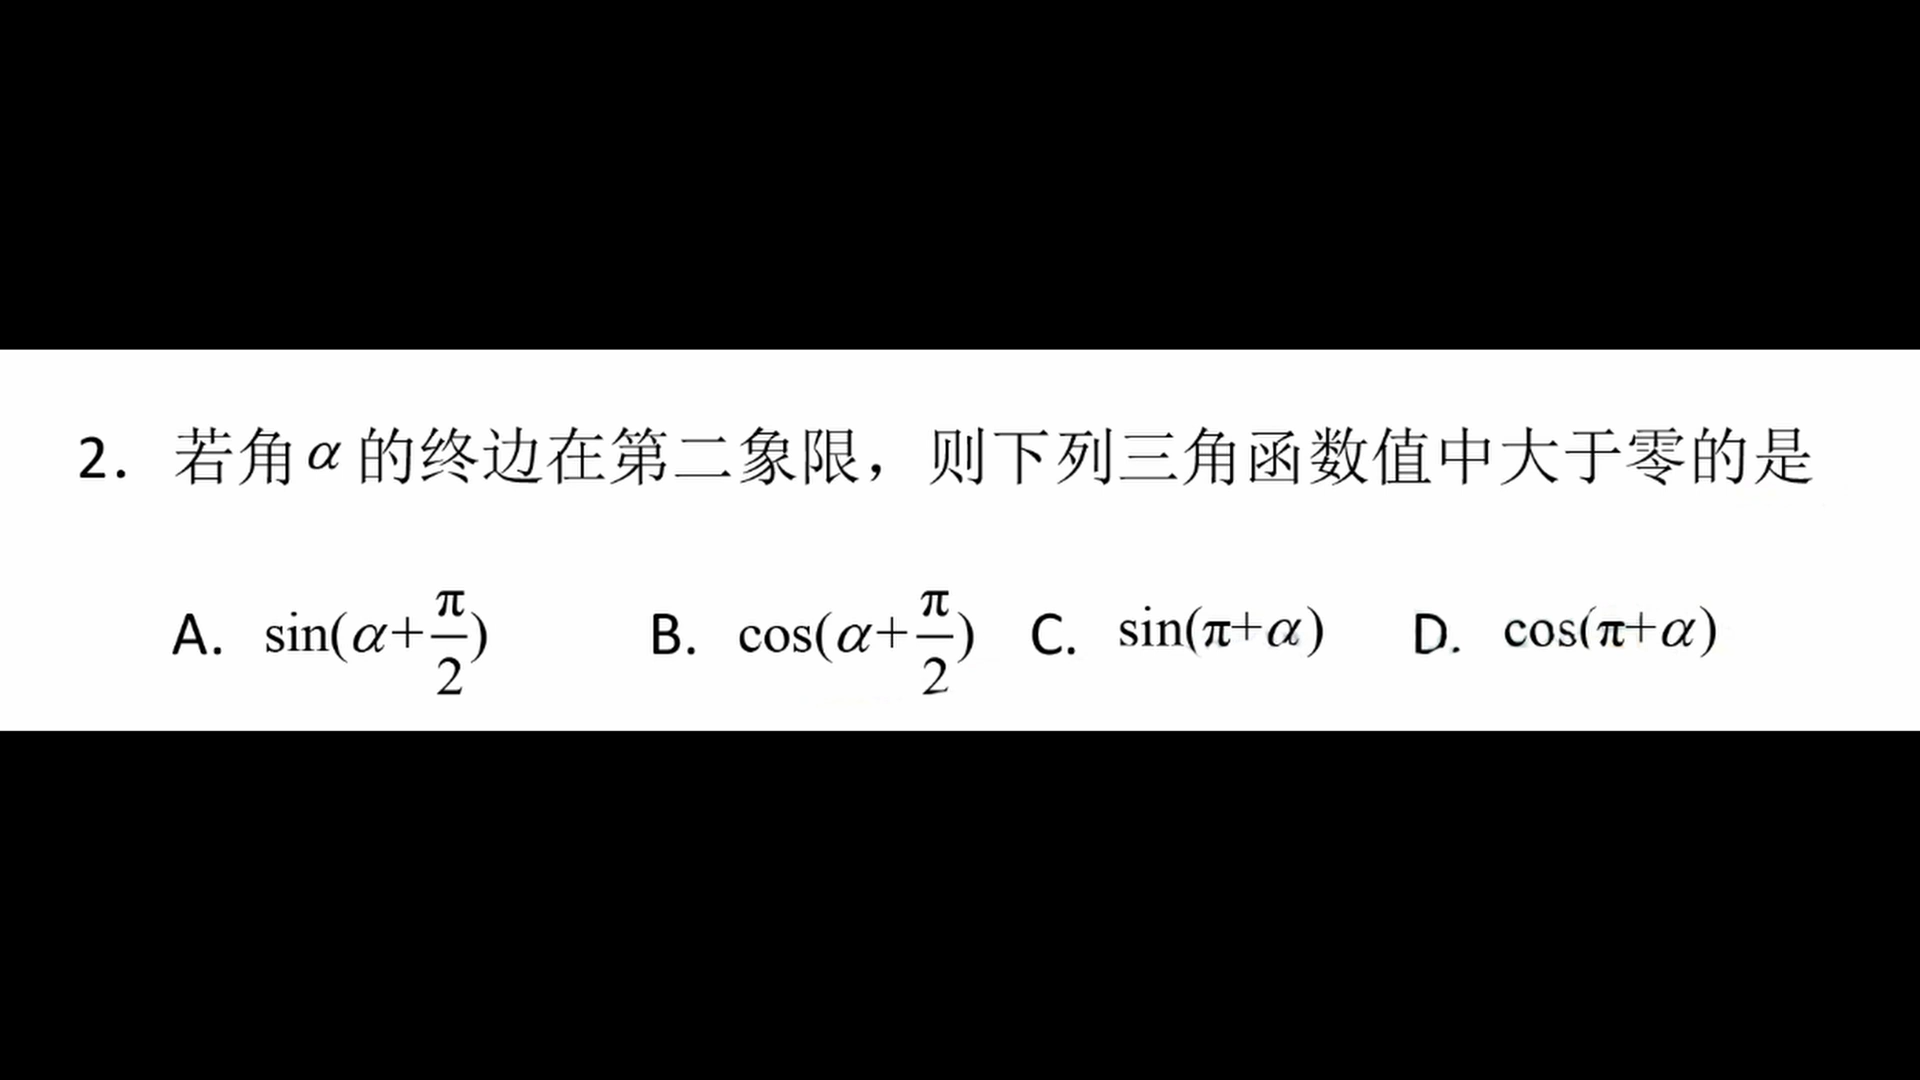 2. 若角α的终边在第二象限，则下列三角函数值中大于零的是
A. sin(α+π/2) B. cos(α+π/2) C. sin(π+α) D. cos(π+α)